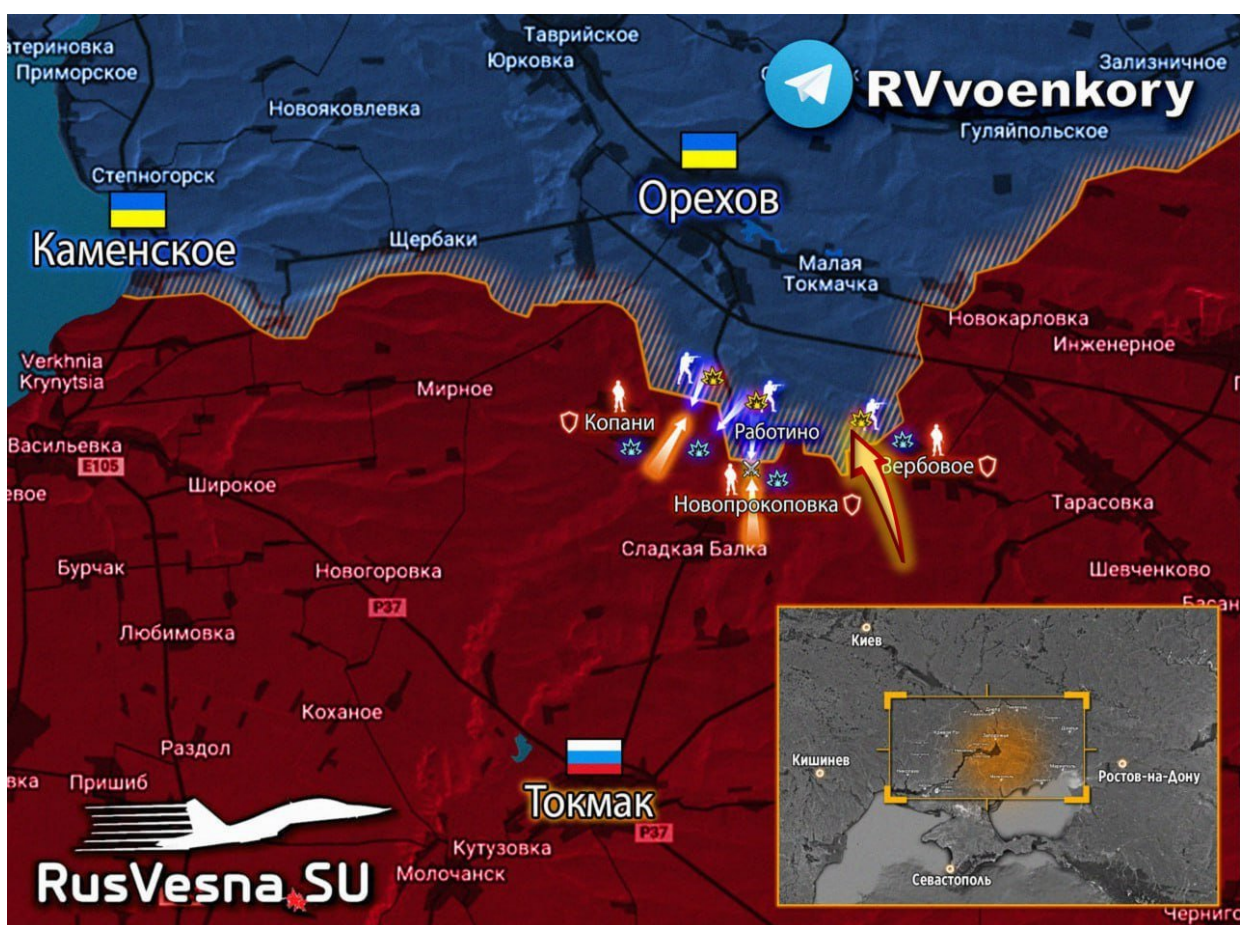 Таврийское
Юрковка
Приморское
Новояковлевка
RVvoenkory
Зализничное
Гуляйпольское
Степногорск
Орехов
Каменское
Щербаки
Малая
Токмачка
Новокарловка
Инженерное
Verkhnia
Krynytsia
Мирное
Копани
Работино
Васильевка
E105
Вербовое
Широкое
Новопрокоповка
Тарасовка
Сладкая Балка
Бурчак
Новогоровка
Шевченково
P37
Любимовка
Киев
Коханое
Раздол
Кишинев
Ростов-на-Дону
Пришиб
Токмак
P37
Кутузовка
Молочанск
RusVesna.SU
Севастополь